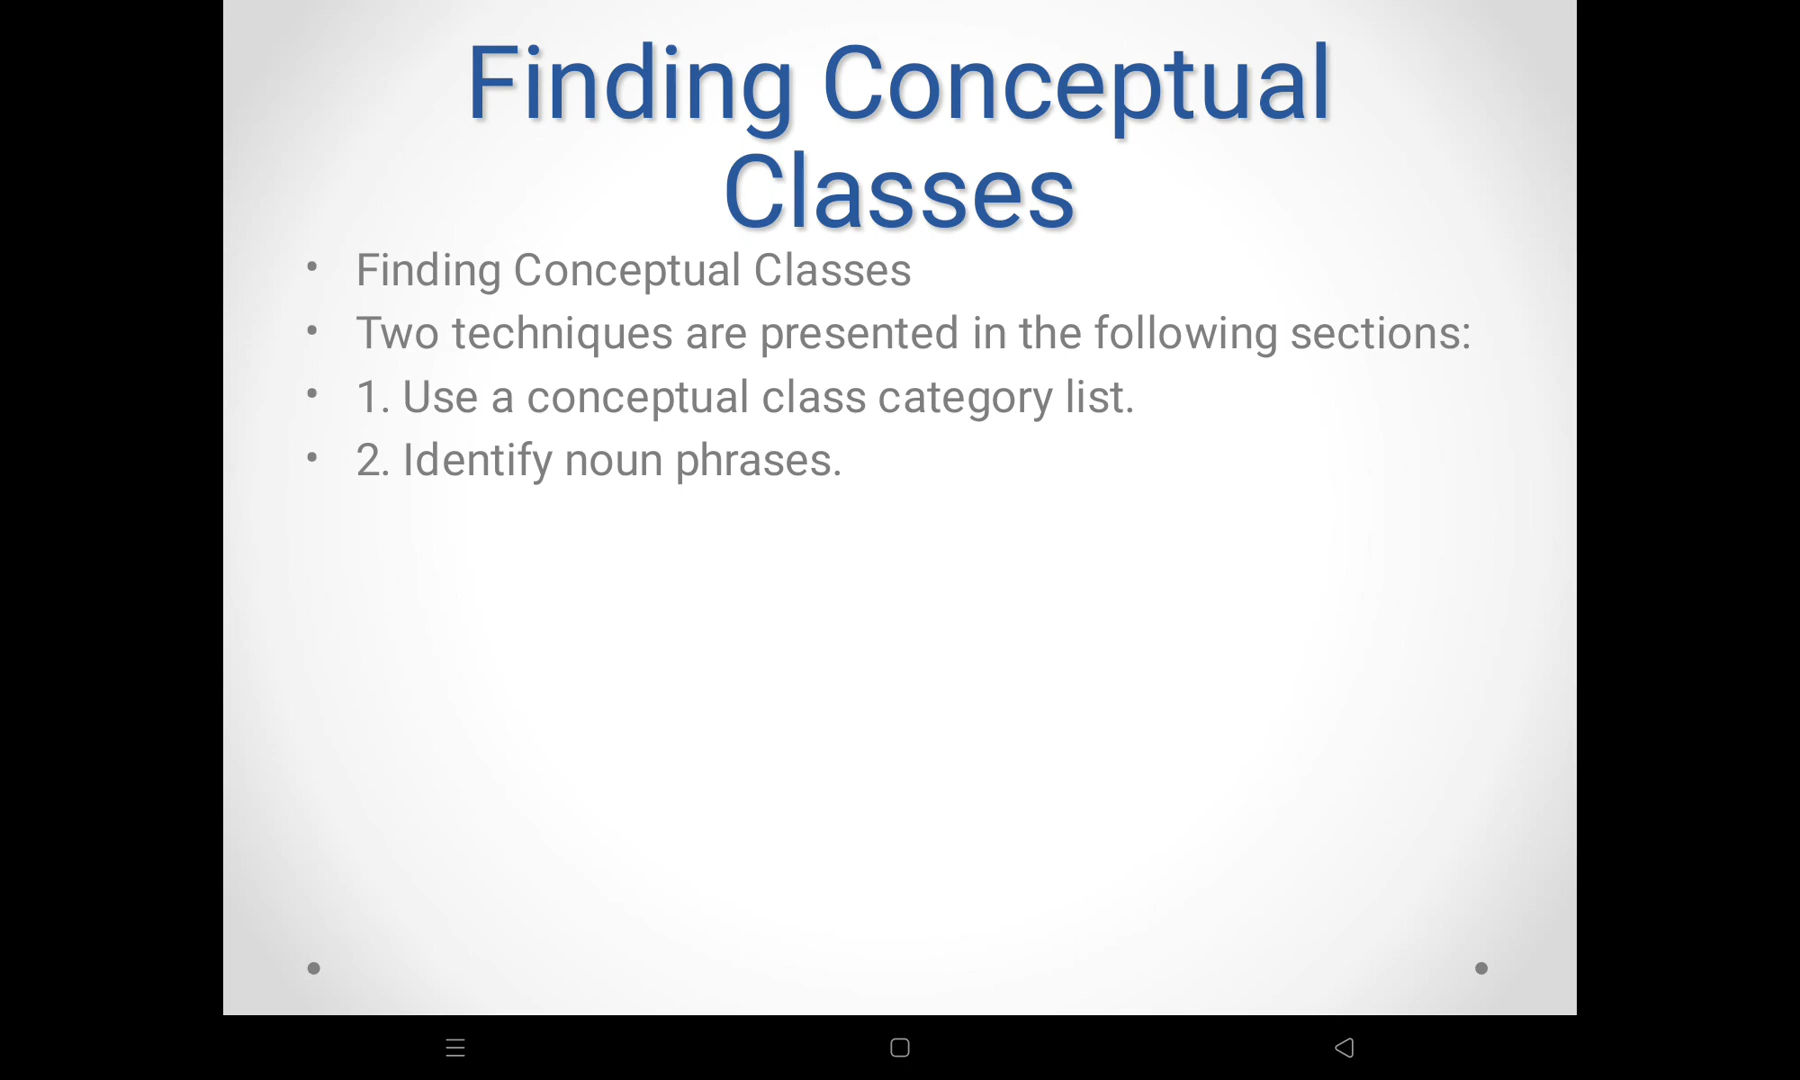 Finding Conceptual
Classes
• Finding Conceptual Classes
• Two techniques are presented in the following sections:
• 1. Use a conceptual class category list.
• 2. Identify noun phrases.